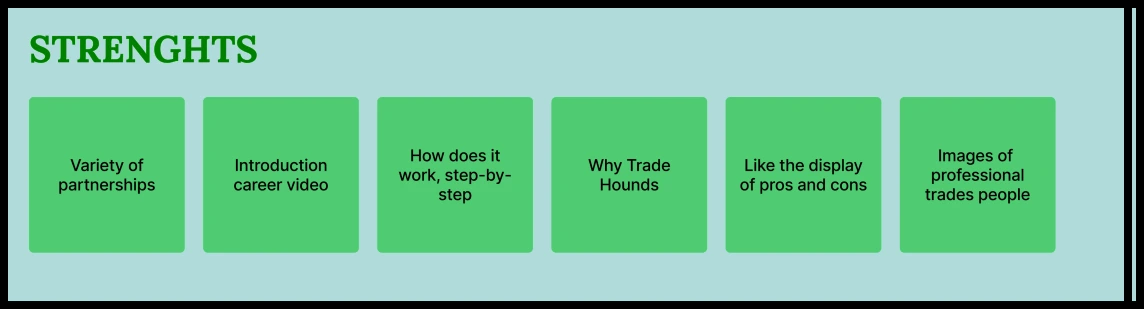 STRENGHTS
Variety of
partnerships
Introduction
career video
How does it
work, step-by-
step
Why Trade
Hounds
Like the display
of pros and cons
Images of
professional
trades people